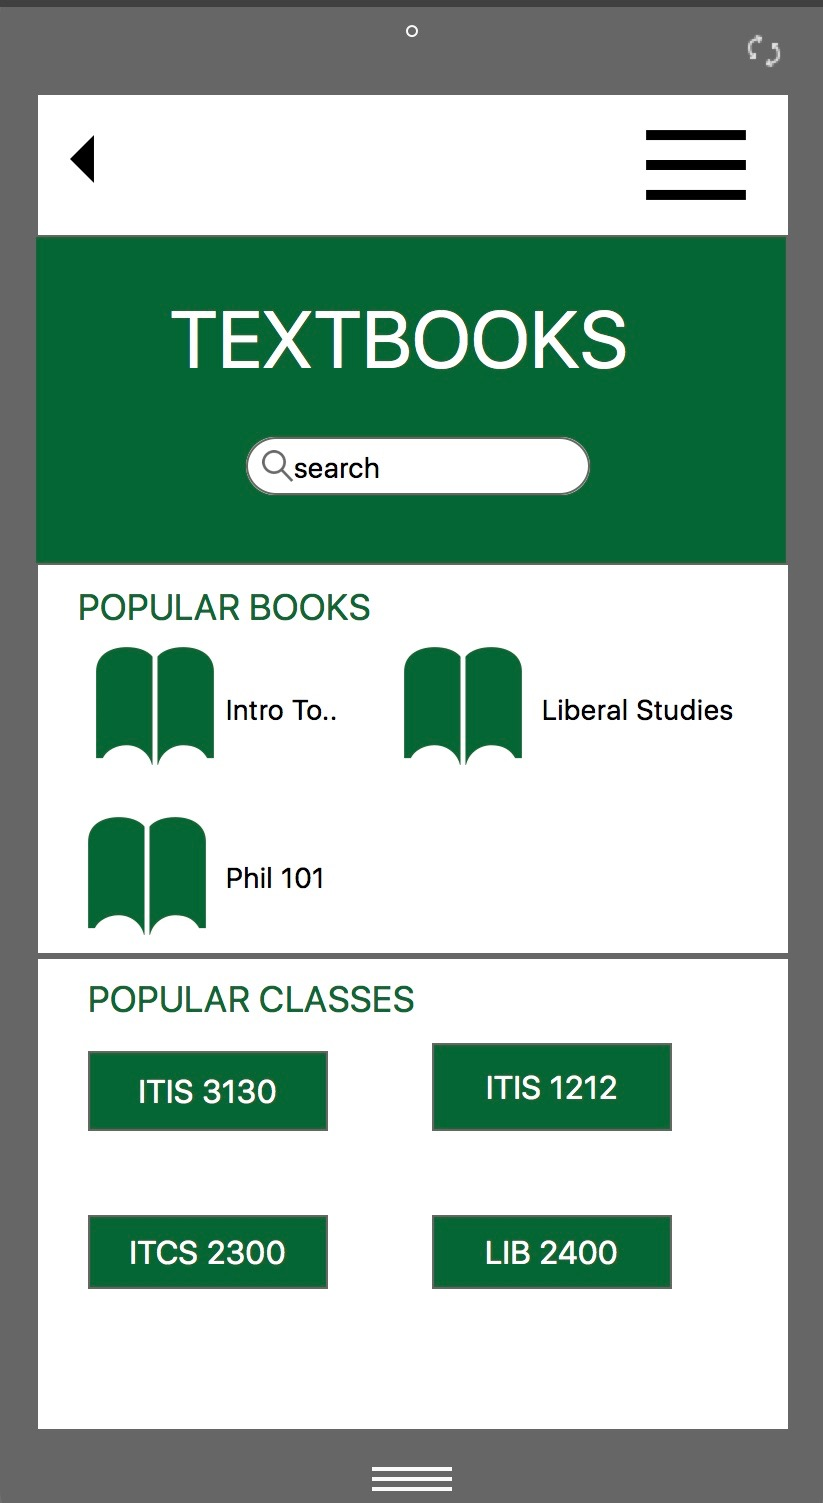 TEXTBOOKS
search
POPULAR BOOKS
Intro To..
Liberal Studies
Phil 101
POPULAR CLASSES
ITIS 3130
ITIS 1212
ITCS 2300
LIB 2400